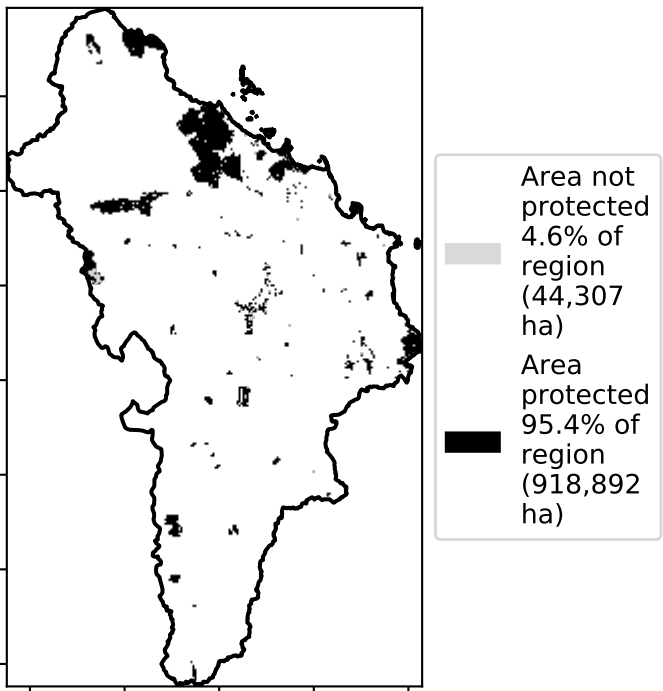 Area not
protected
4.6% of
region
(44,307
ha)
Area
protected
95.4% of
region
(918,892
ha)